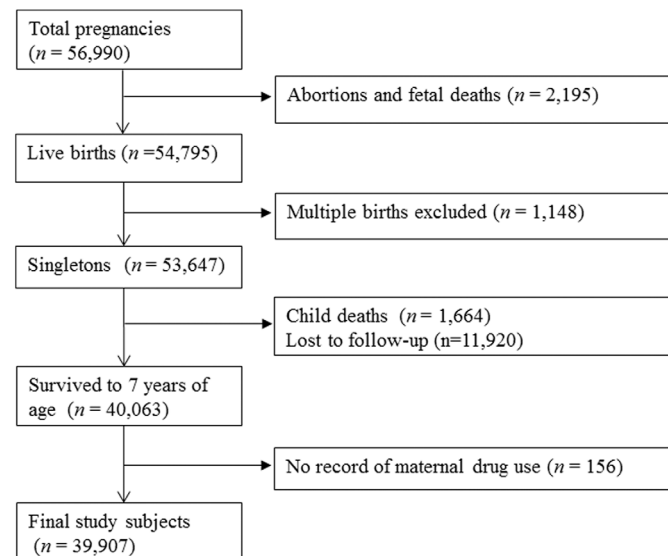 Total pregnancies
(n = 56,990)
Abortions and fetal deaths (n = 2,195)
Live births (n =54,795)
Multiple births excluded (n = 1,148)
Singletons (n = 53,647)
Child deaths (n = 1,664)
Lost to follow-up (n=11,920)
Survived to 7 years of
age (n = 40,063)
No record of maternal drug use (n = 156)
Final study subjects
(n = 39,907)